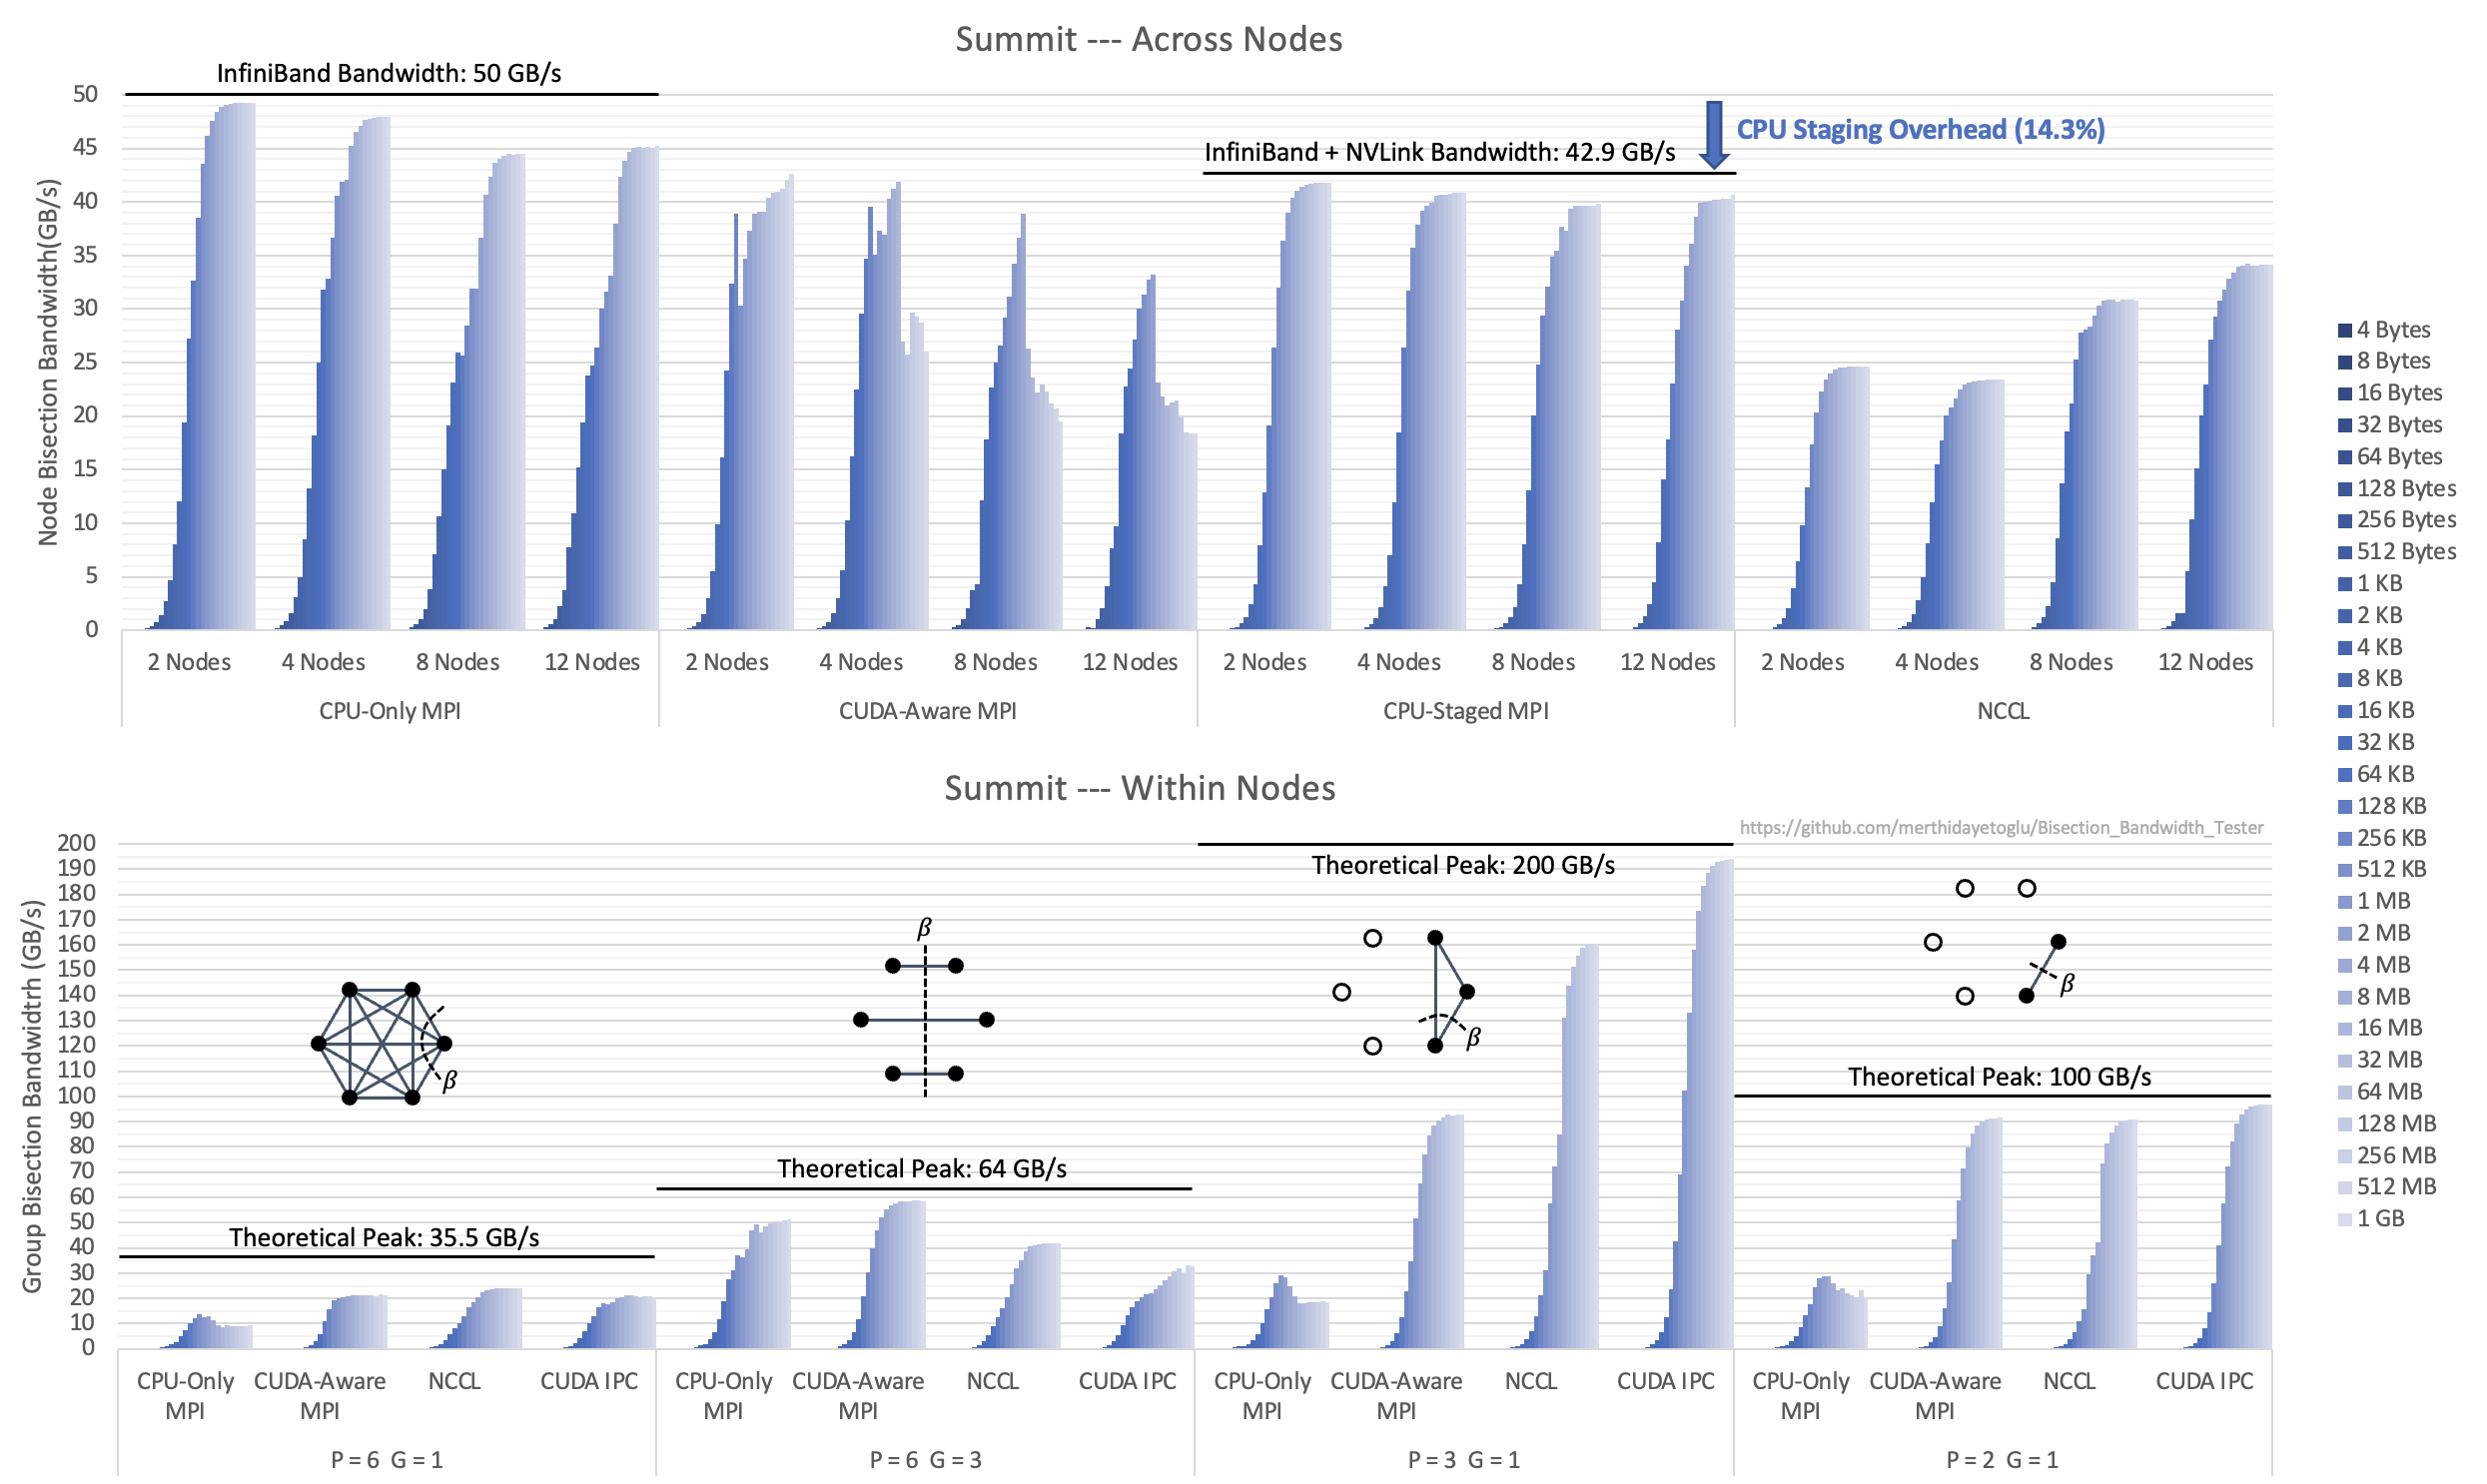 Summit --- Across Nodes
InfiniBand Bandwidth: 50 GB/s
CPU Staging Overhead (14.3%)
InfiniBand + NVLink Bandwidth: 42.9 GB/s
Node Bisection Bandwidth(GB/s)
50
45
40
35
30
25
20
15
10
5
0
2 Nodes 4 Nodes 8 Nodes 12 Nodes 2 Nodes 4 Nodes 8 Nodes 12 Nodes 2 Nodes 4 Nodes 8 Nodes 12 Nodes 2 Nodes 4 Nodes 8 Nodes 12 Nodes
CPU-Only MPI CUDA-Aware MPI CPU-Staged MPI NCCL
4 Bytes
8 Bytes
16 Bytes
32 Bytes
64 Bytes
128 Bytes
256 Bytes
512 Bytes
1 KB
2 KB
4 KB
8 KB
16 KB
32 KB
64 KB
128 KB
256 KB
512 KB
1 MB
2 MB
4 MB
8 MB
16 MB
32 MB
64 MB
128 MB
256 MB
512 MB
1 GB
Summit --- Within Nodes
https://github.com/merthidayetoglu/Bisection_Bandwidth_Tester
Group Bisection Bandwidtrh (GB/s)
200
190
180
170
160
150
140
130
120
110
100
90
80
70
60
50
40
30
20
10
0
Theoretical Peak: 35.5 GB/s
β
Theoretical Peak: 64 GB/s
β
Theoretical Peak: 200 GB/s
β
Theoretical Peak: 100 GB/s
β
CPU-Only CUDA-Aware NCCL CUDA IPC CPU-Only CUDA-Aware NCCL CUDA IPC CPU-Only CUDA-Aware NCCL CUDA IPC CPU-Only CUDA-Aware NCCL CUDA IPC
MPI MPI MPI MPI MPI MPI MPI MPI
P = 6 G = 1 P = 6 G = 3 P = 3 G = 1 P = 2 G = 1